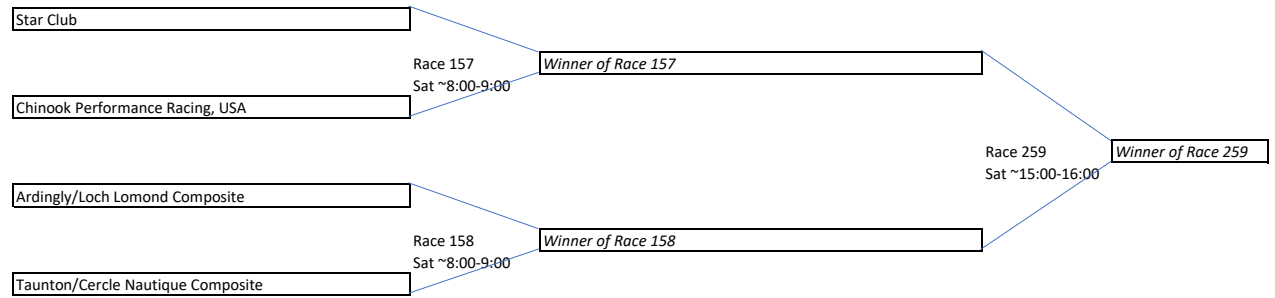 Star Club
Race 157
Sat ~8:00-9:00
Winner of Race 157
Chinook Performance Racing, USA
Race 259
Sat ~15:00-16:00
Winner of Race 259
Ardingly/Loch Lomond Composite
Race 158
Sat ~8:00-9:00
Winner of Race 158
Taunton/Cercle Nautique Composite